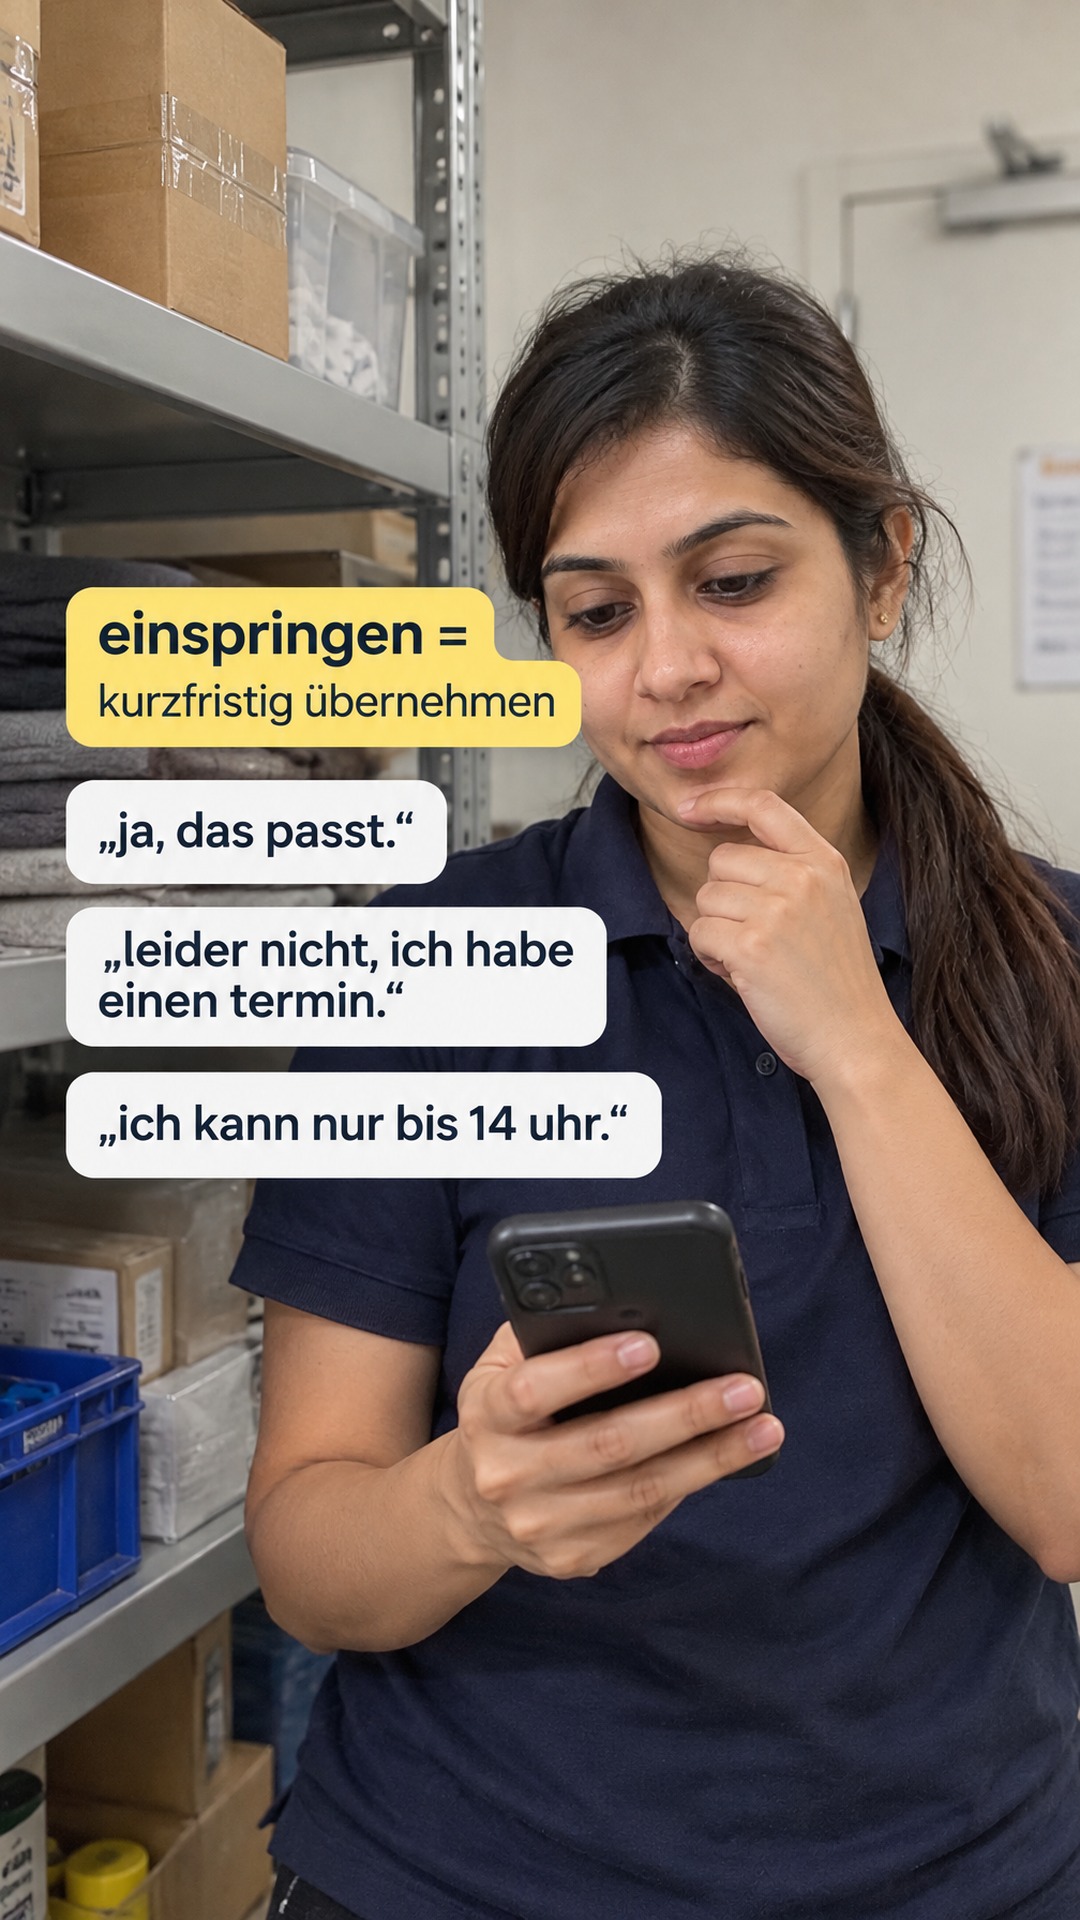 einspringen =
kurzfristig übernehmen
„ja, das passt.“
„leider nicht, ich habe
einen termin.“
„ich kann nur bis 14 uhr.“